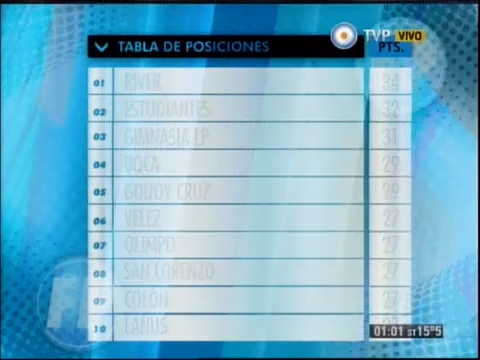 TABLA DE POSICIONES
TVP VIVO
PTS.
01 RIVER 34
02 ESTUDIANTES 32
03 GIMNASIA LP 31
04 BOCA 29
05 GODOY CRUZ 29
06 VELEZ 27
07 OLIMPO 27
08 SAN LORENZO 27
09 COLÓN 27
10 LANUS
01:01 ST 15°5